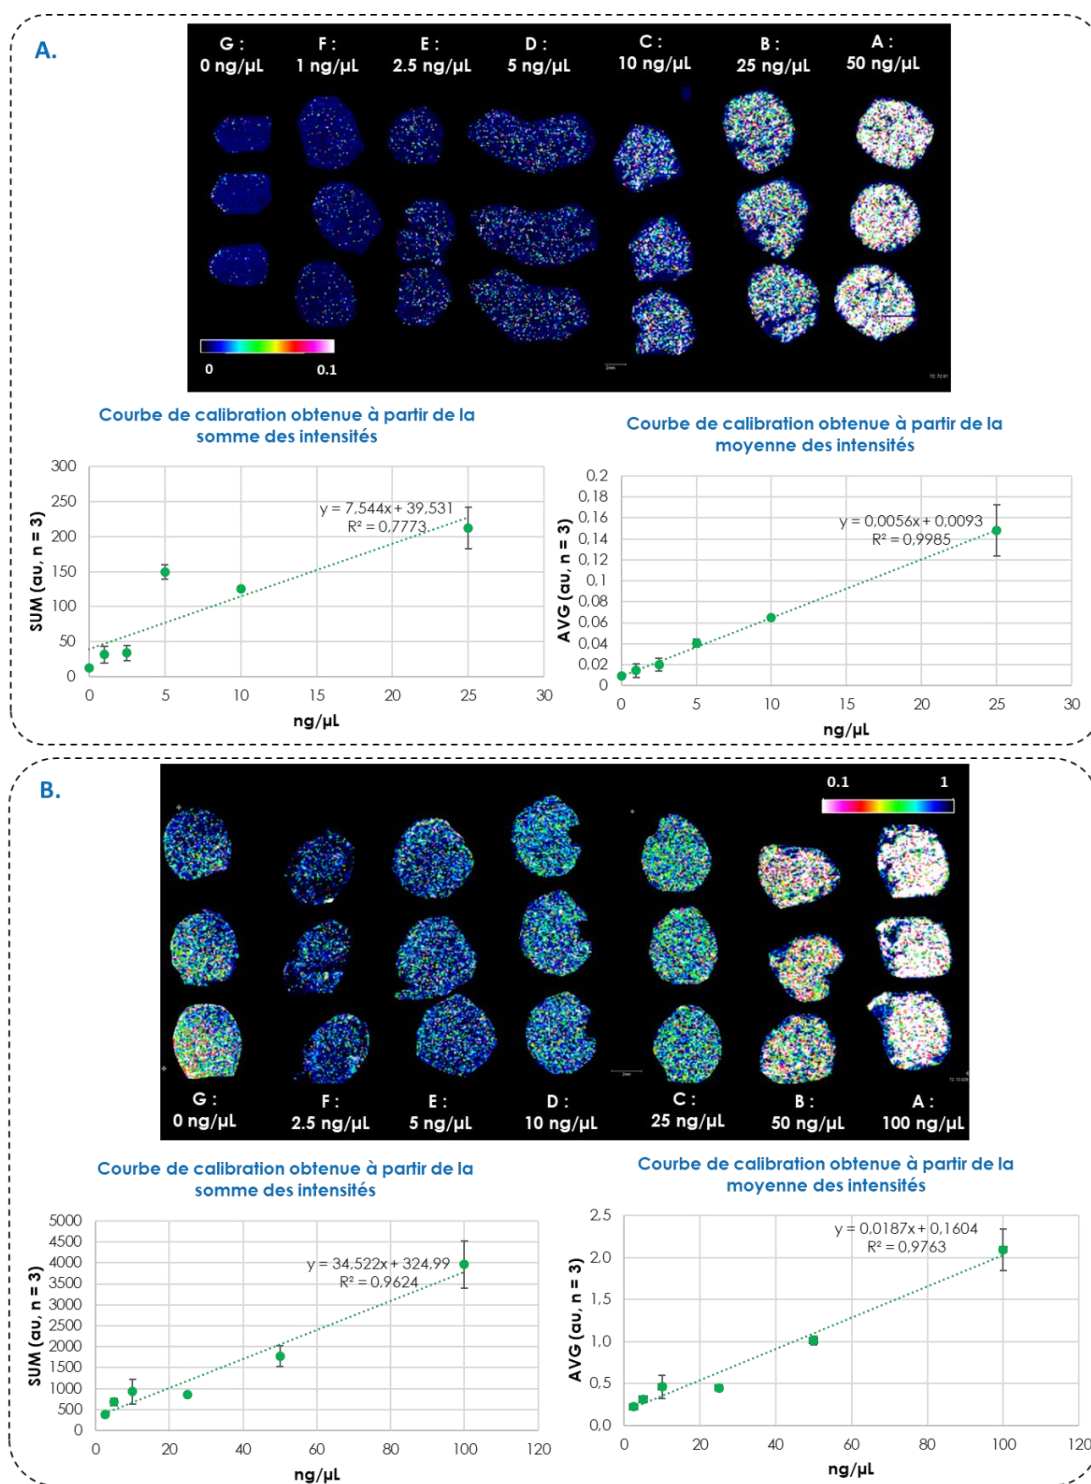 A.
G : F : E : D : C : B : A :
0 ng/µL 1 ng/µL 2.5 ng/µL 5 ng/µL 10 ng/µL 25 ng/µL 50 ng/µL
0 0.1
2mm
Courbe de calibration obtenue à partir de la
somme des intensités
300
250
200
150
100
50
0
SUM (au, n = 3)
y = 7,544x + 39,531
R² = 0,7773
0 5 10 15 20 25 30
ng/µL
Courbe de calibration obtenue à partir de la
moyenne des intensités
0,2
0,18
0,16
0,14
0,12
0,1
0,08
0,06
0,04
0,02
0
AVG (au, n = 3)
y = 0,0056x + 0,0093
R² = 0,9985
0 5 10 15 20 25 30
ng/µL
B.
0.1 1
2mm
G : F : E : D : C : B : A :
0 ng/µL 2.5 ng/µL 5 ng/µL 10 ng/µL 25 ng/µL 50 ng/µL 100 ng/µL
Courbe de calibration obtenue à partir de la
somme des intensités
5000
4500
4000
3500
3000
2500
2000
1500
1000
500
0
SUM (au, n = 3)
y = 34,522x + 324,99
R² = 0,9624
0 20 40 60 80 100 120
ng/µL
Courbe de calibration obtenue à partir de la
moyenne des intensités
2.5
2.0
1.5
1.0
0.5
0.0
AVG (au, n = 3)
y = 0,0187x + 0,1604
R² = 0,9763
0 20 40 60 80 100 120
ng/µL